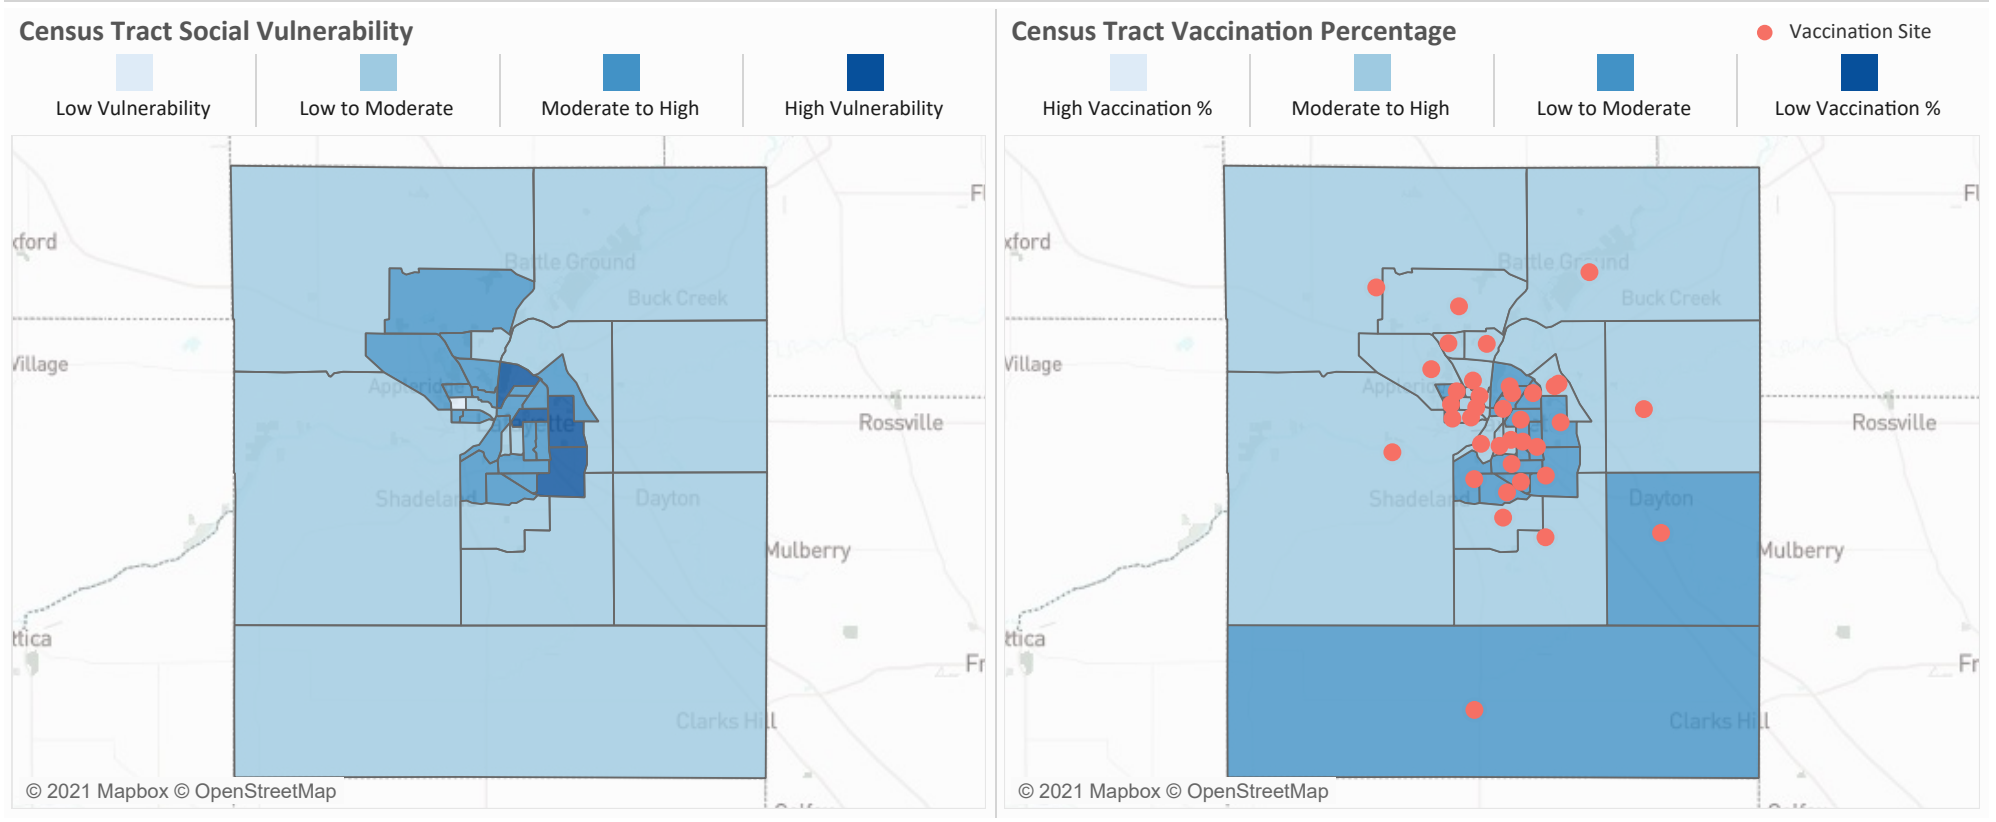 Census Tract Social Vulnerability
Low Vulnerability
Low to Moderate
Moderate to High
High Vulnerability
Battle Ground
Buck Creek
Appleridge
Lafayette
Shadeland
Dayton
Rossville
Mulberry
Clarks Hill
© 2021 Mapbox © OpenStreetMap
Census Tract Vaccination Percentage
Vaccination Site
High Vaccination %
Moderate to High
Low to Moderate
Low Vaccination %
xford
Battle Ground
Buck Creek
Village
Rossville
Shadeland
Dayton
Mulberry
ttica
Clarks Hill
© 2021 Mapbox © OpenStreetMap